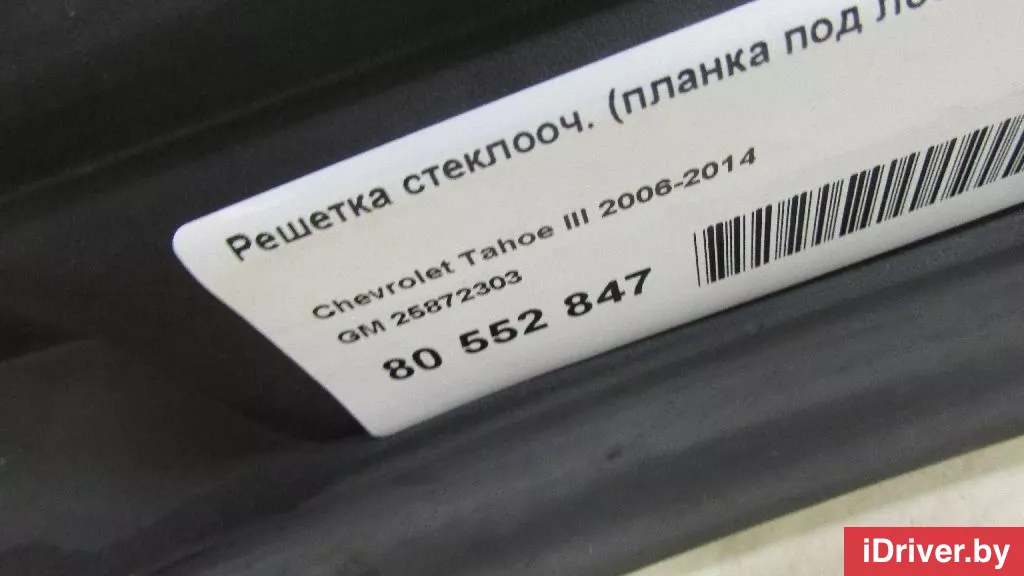 Решетка стеклооч. (планка под
Chevrolet Tahoe III 2006-2014
GM 25872303
80 552 847
iDriver.by